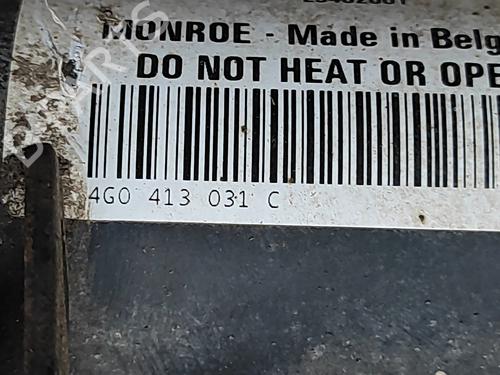 MONROE - Made in Belg
DO NOT HEAT OR OPE
4G0 413 031 C